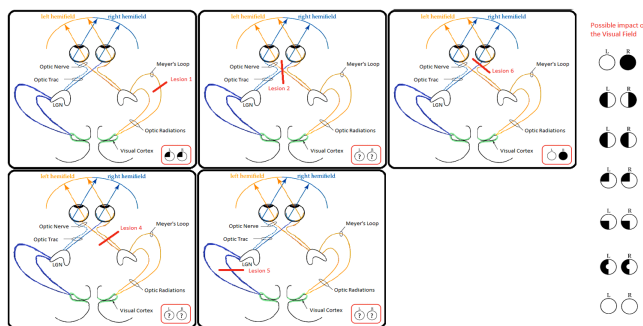 left hemifield right hemifield
Optic Nerve
Optic Trac
Meyer's Loop
Lesion 1
LGN
Optic Radiations
Visual Cortex
L R
left hemifield right hemifield
Optic Nerve
Optic Trac
Meyer's Loop
Lesion 2
LGN
Optic Radiations
Visual Cortex
L R
? ?
left hemifield right hemifield
Optic Nerve
Optic Trac
Meyer's Loop
Lesion 6
LGN
Optic Radiations
Visual Cortex
L R
left hemifield right hemifield
Optic Nerve
Optic Trac
Meyer's Loop
Lesion 4
LGN
Optic Radiations
Visual Cortex
L R
? ?
left hemifield right hemifield
Optic Nerve
Optic Trac
Meyer's Loop
LGN
Lesion 5
Optic Radiations
Visual Cortex
L R
? ?
Possible impact o
the Visual Field
L R
L R
L R
L R
L R
L R
L R